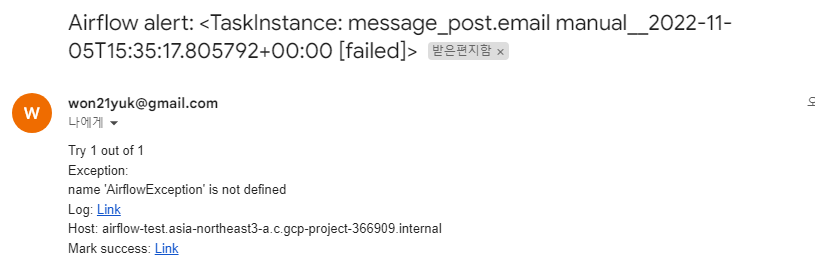 Airflow alert: <TaskInstance: message_post.email manual__2022-11-
05T15:35:17.805792+00:00 [failed]> 받은편지함 ×
W
won21yuk@gmail.com
나에게
Try 1 out of 1
Exception:
name 'AirflowException' is not defined
Log: Link
Host: airflow-test.asia-northeast3-a.c.gcp-project-366909.internal
Mark success: Link